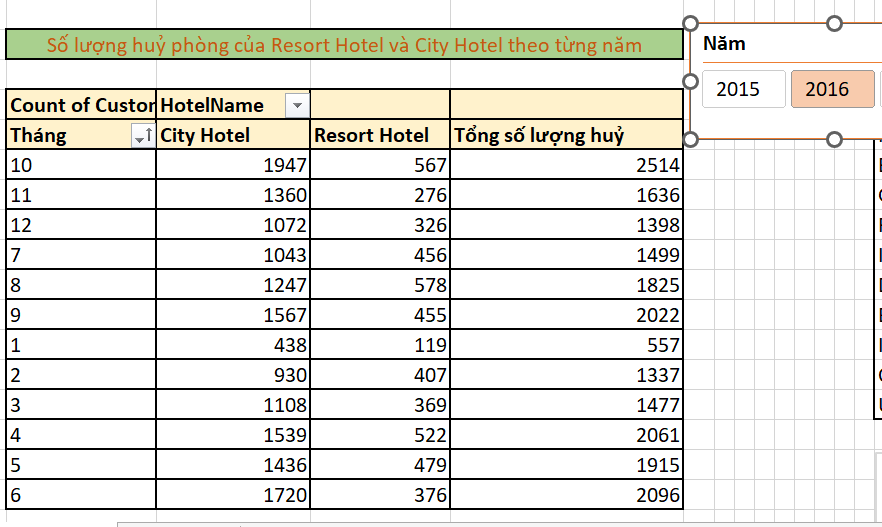 Số lượng huỷ phòng của Resort Hotel và City Hotel theo từng năm
Năm
2015 2016
Count of Custor HotelName
Tháng City Hotel Resort Hotel Tổng số lượng huỷ
10 1947 567 2514
11 1360 276 1636
12 1072 326 1398
7 1043 456 1499
8 1247 578 1825
9 1567 455 2022
1 438 119 557
2 930 407 1337
3 1108 369 1477
4 1539 522 2061
5 1436 479 1915
6 1720 376 2096